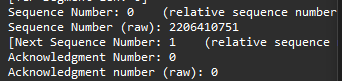 Sequence Number: 0 (relative sequence number
Sequence Number (raw): 2206410751
[Next Sequence Number: 1 (relative sequence
Acknowledgment Number: 0
Acknowledgment number (raw): 0